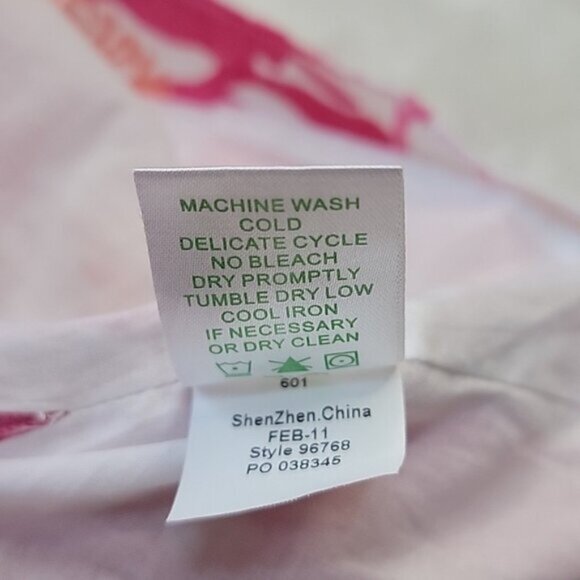 MACHINE WASH
COLD
DELICATE CYCLE
NO BLEACH
DRY PROMPTLY
TUMBLE DRY LOW
COOL IRON
IF NECESSARY
OR DRY CLEAN
601
ShenZhen.China
FEB-11
Style 96768
PO 038345